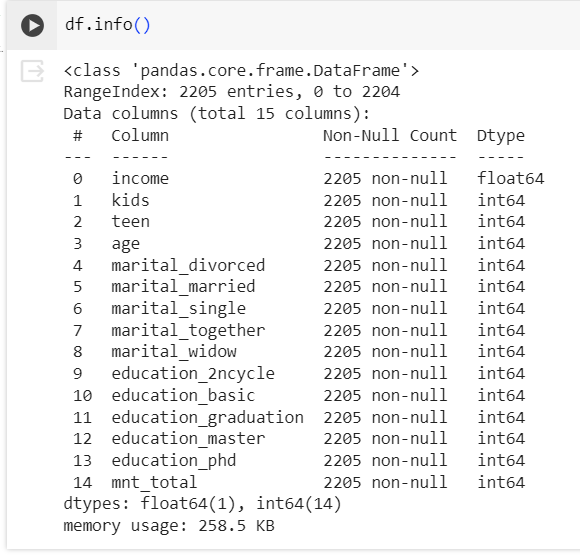 df.info()
<class 'pandas.core.frame.DataFrame'>
RangeIndex: 2205 entries, 0 to 2204
Data columns (total 15 columns):
 #   Column                Non-Null Count  Dtype
---  ------                --------------  -----
 0   income                2205 non-null   float64
 1   kids                  2205 non-null   int64
 2   teen                  2205 non-null   int64
 3   age                   2205 non-null   int64
 4   marital_divorced      2205 non-null   int64
 5   marital_married       2205 non-null   int64
 6   marital_single        2205 non-null   int64
 7   marital_together      2205 non-null   int64
 8   marital_widow         2205 non-null   int64
 9   education_2ncycle     2205 non-null   int64
 10  education_basic       2205 non-null   int64
 11  education_graduation  2205 non-null   int64
 12  education_master      2205 non-null   int64
 13  education_phd         2205 non-null   int64
 14  mnt_total             2205 non-null   int64
dtypes: float64(1), int64(14)
memory usage: 258.5 KB